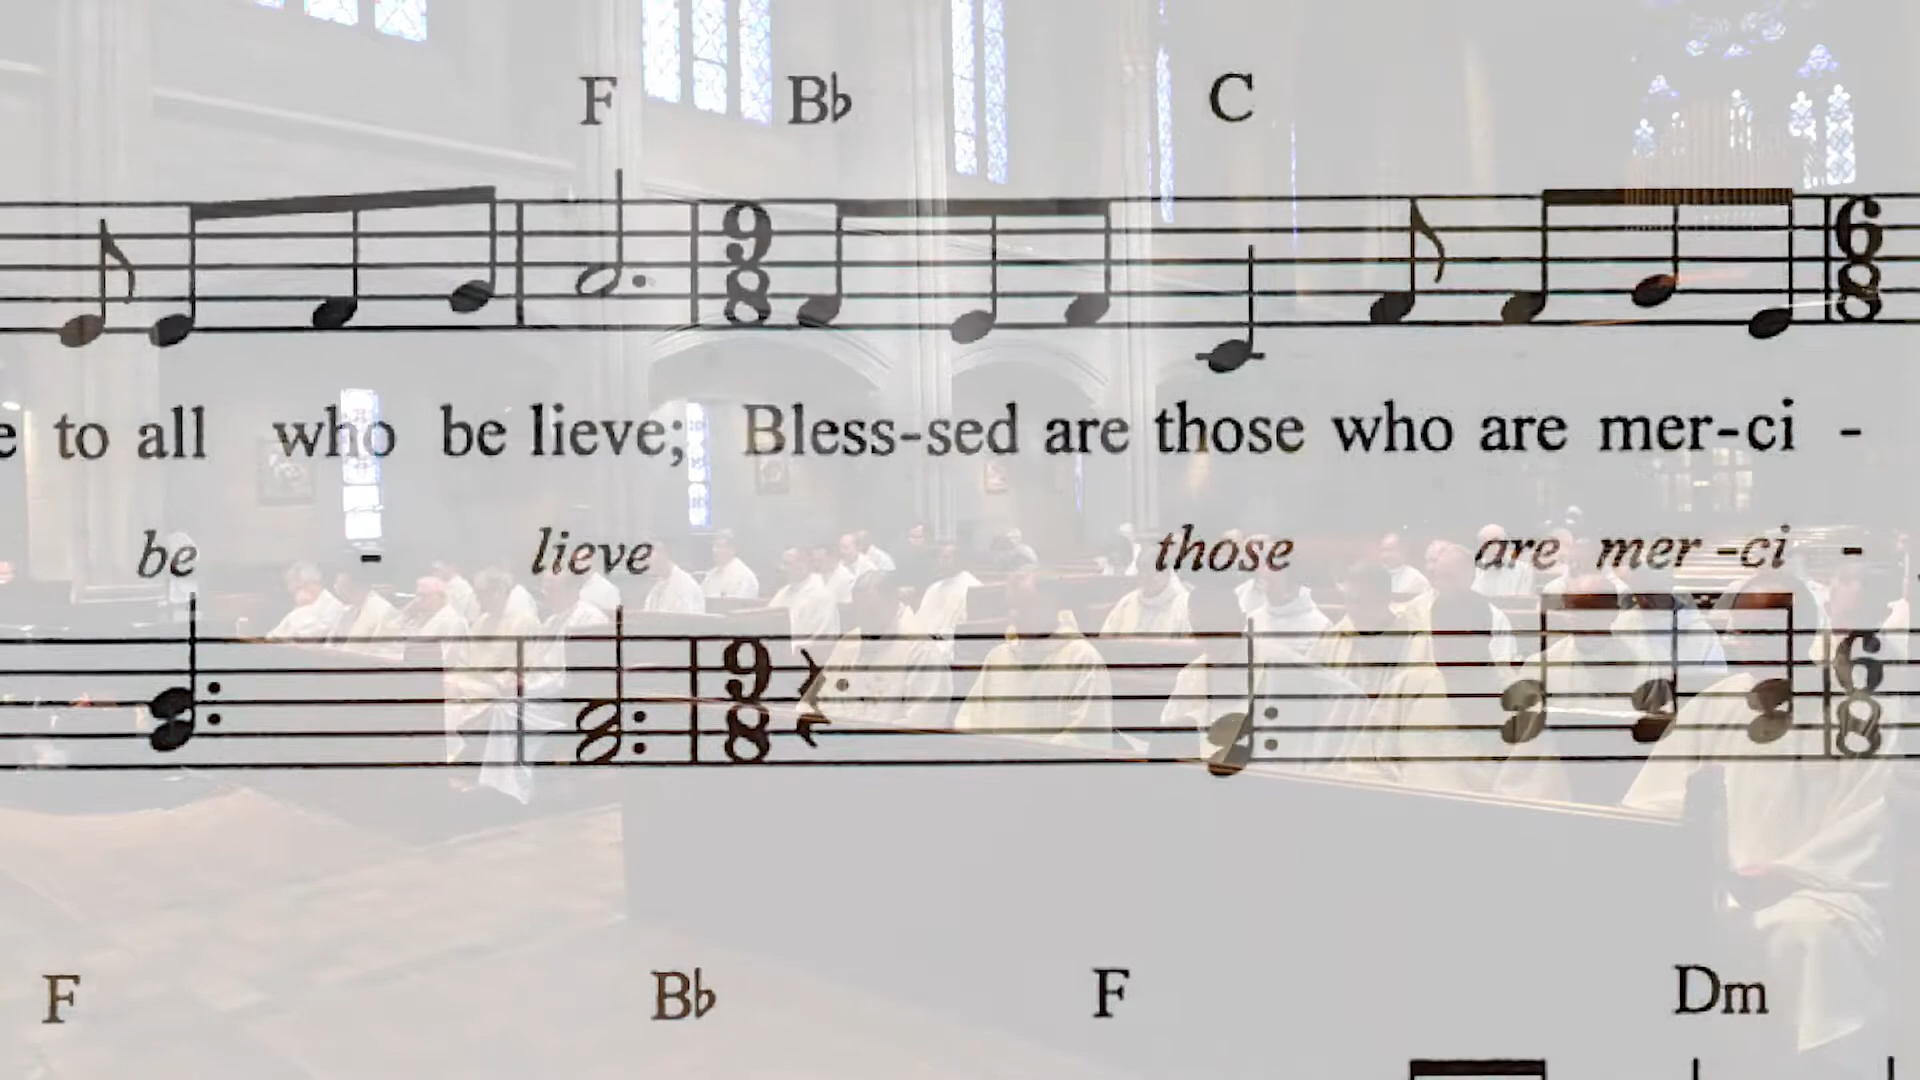 F Bb C
9 8 6 8
e to all who be lieve; Bless-sed are those who are mer-ci -
be - lieve those are mer-ci -
9 8 6 8
F Bb F Dm